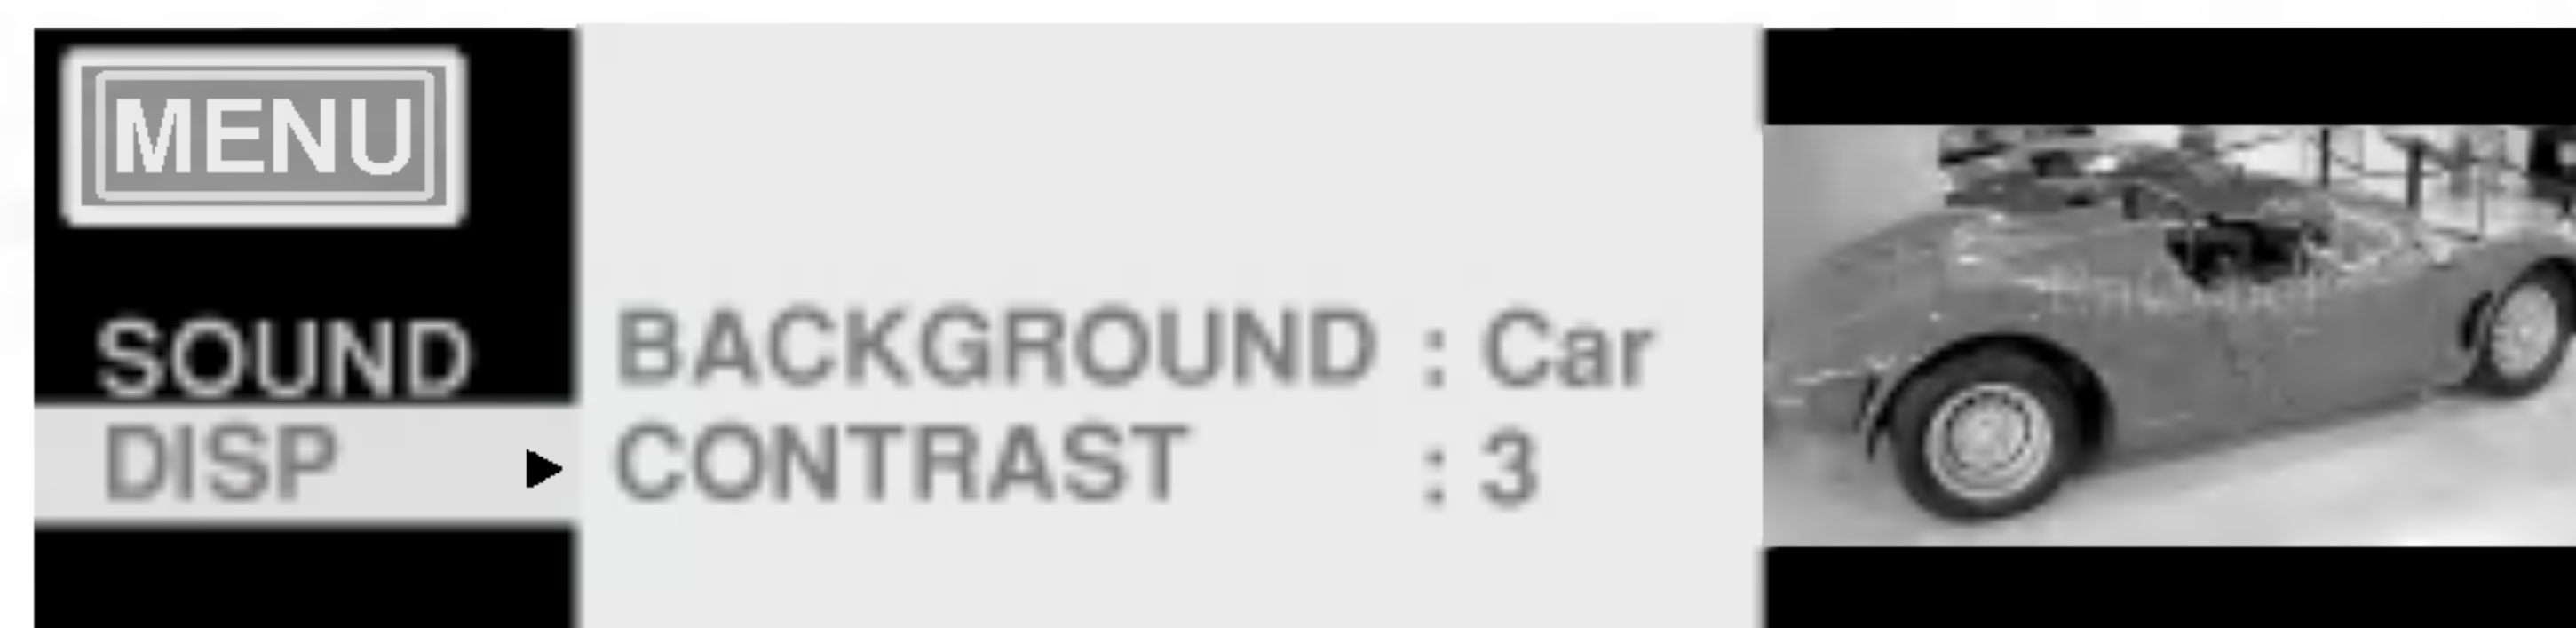 MENU
SOUND
DISP ▶
BACKGROUND : Car
CONTRAST : 3